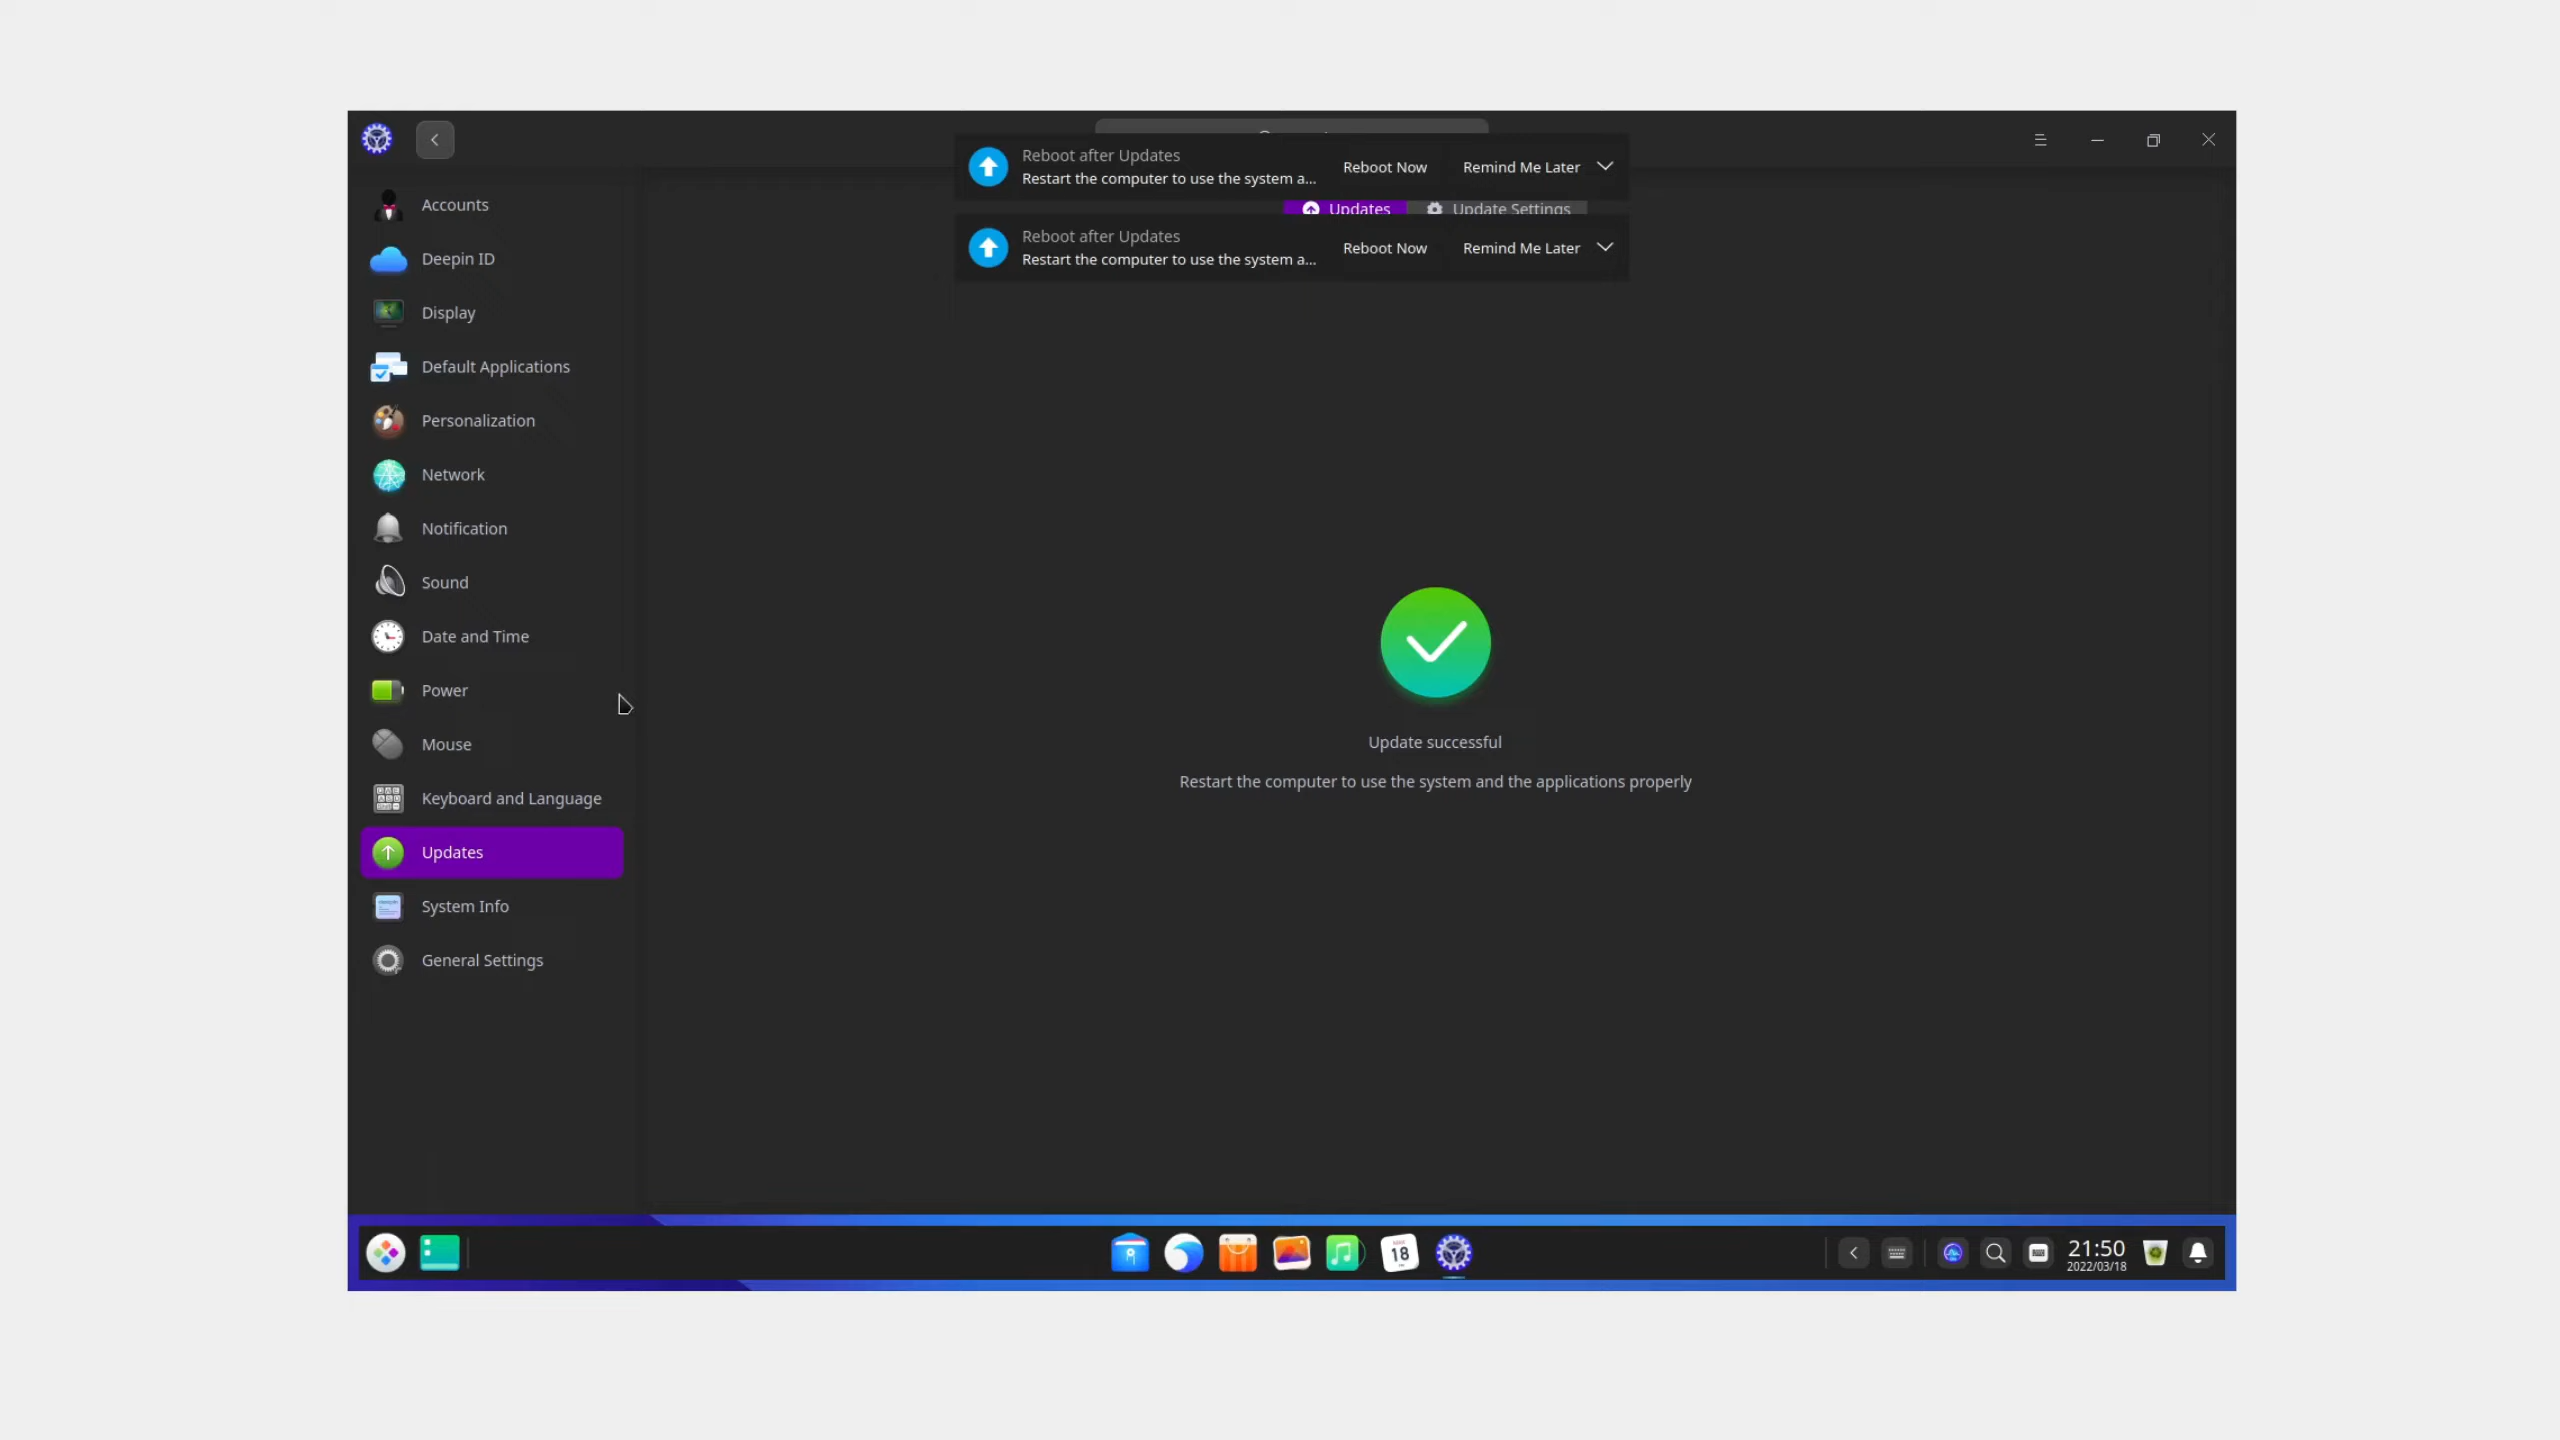 Reboot after Updates
Restart the computer to use the system a...
Reboot Now
Remind Me Later
Updates
Update Settings
Reboot after Updates
Restart the computer to use the system a...
Reboot Now
Remind Me Later
Accounts
Deepin ID
Display
Default Applications
Personalization
Network
Notification
Sound
Date and Time
Power
Mouse
Keyboard and Language
Updates
System Info
General Settings
Update successful
Restart the computer to use the system and the applications properly
18
21:50
2022/03/18